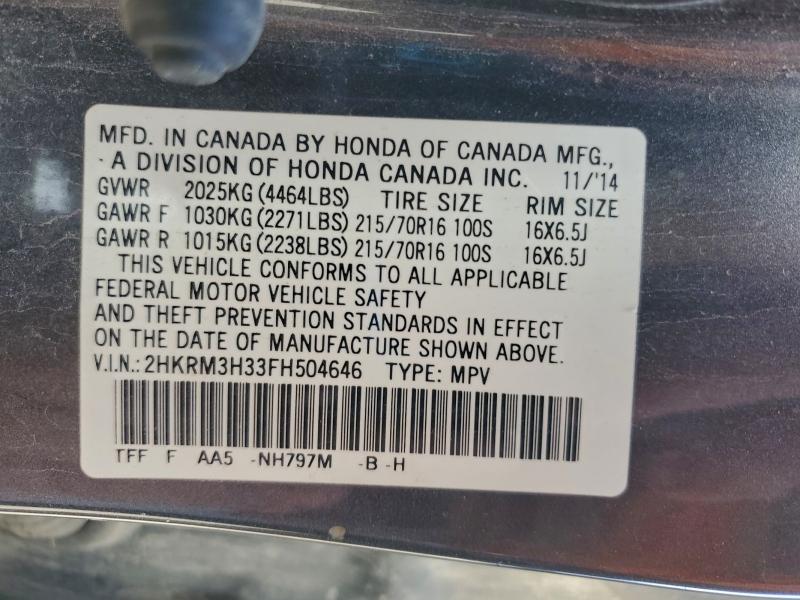 MFD. IN CANADA BY HONDA OF CANADA MFG.,
A DIVISION OF HONDA CANADA INC. 11/'14
GVWR 2025KG (4464LBS) TIRE SIZE RIM SIZE
GAWR F 1030KG (2271LBS) 215/70R16 100S 16X6.5J
GAWR R 1015KG (2238LBS) 215/70R16 100S 16X6.5J
THIS VEHICLE CONFORMS TO ALL APPLICABLE
FEDERAL MOTOR VEHICLE SAFETY
AND THEFT PREVENTION STANDARDS IN EFFECT
ON THE DATE OF MANUFACTURE SHOWN ABOVE.
V.I.N.: 2HKRM3H33FH504646 TYPE: MPV
TFF F AA5 -NH797M -B -H